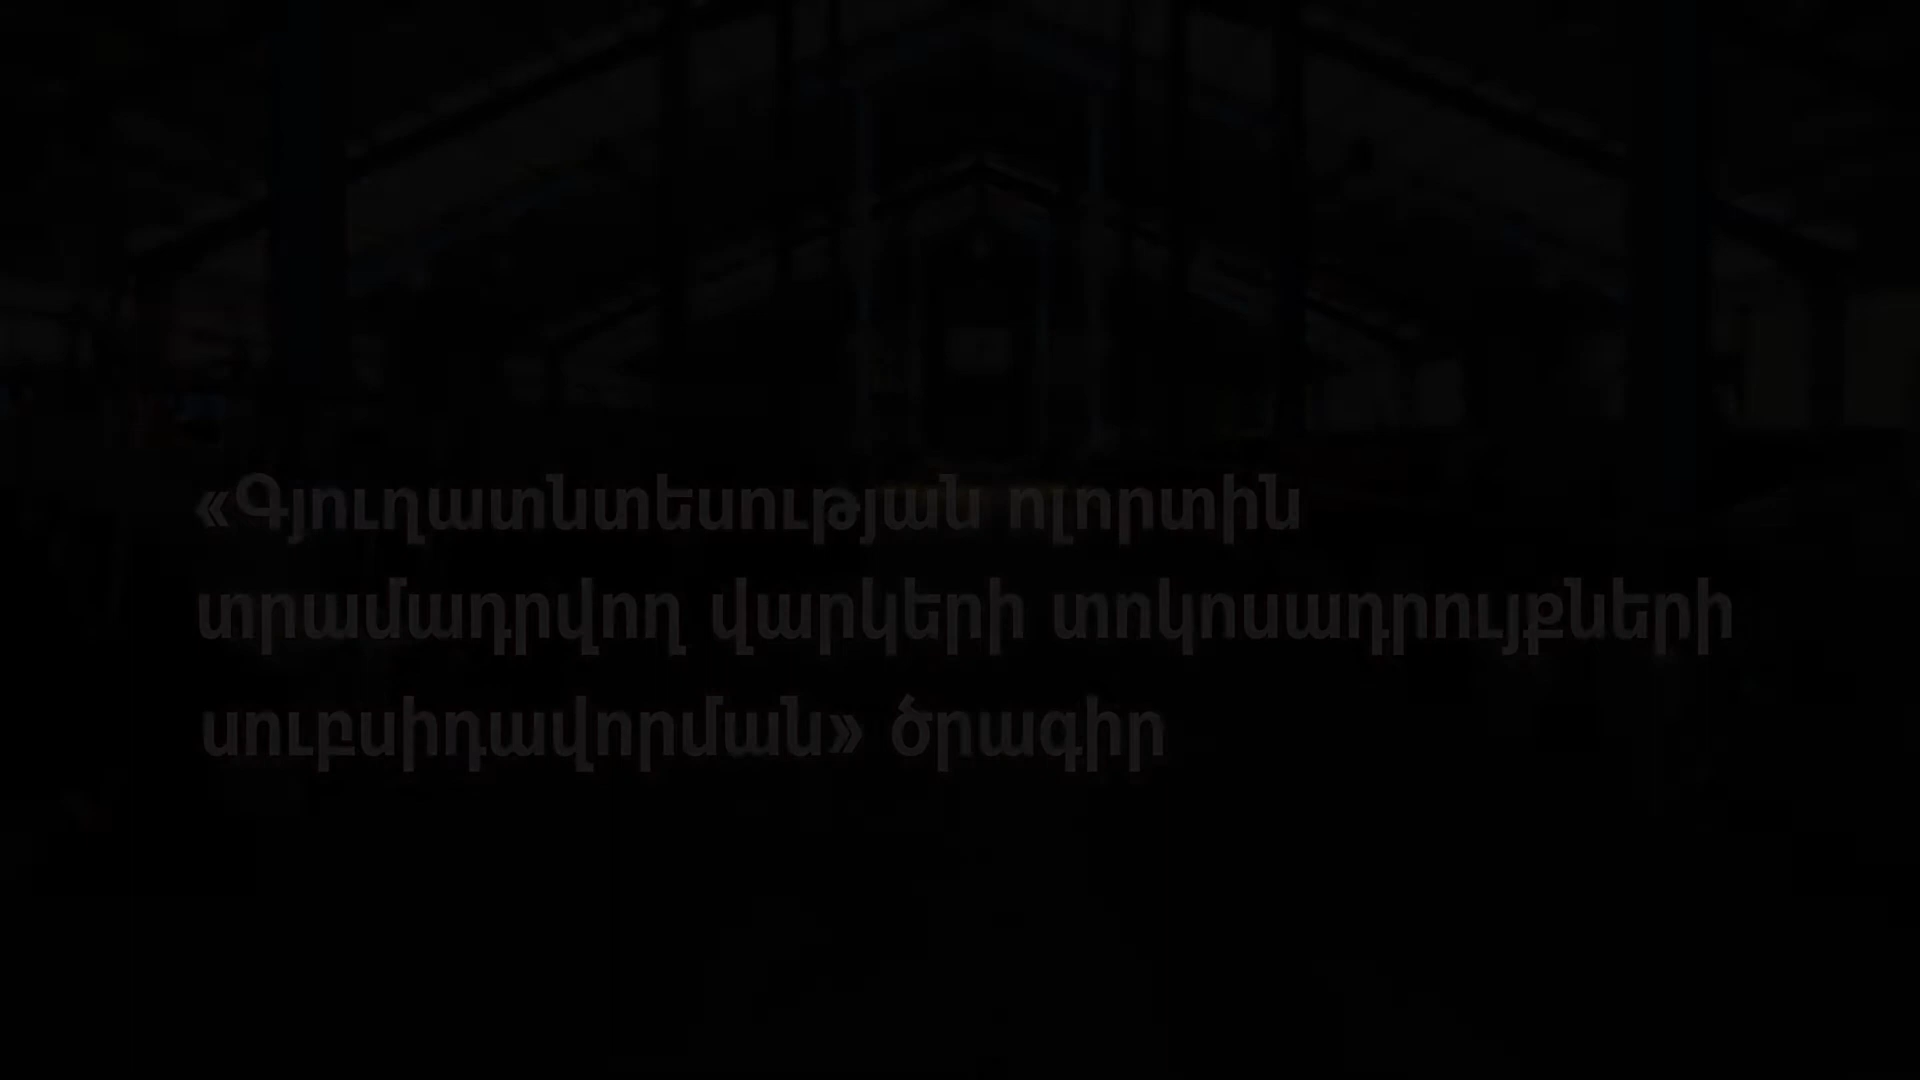 «Գյուղատնտեսության ոլորտին
տրամադրվող վարկերի տոկոսադրույքների
սուբսիդավորման» ծրագիր